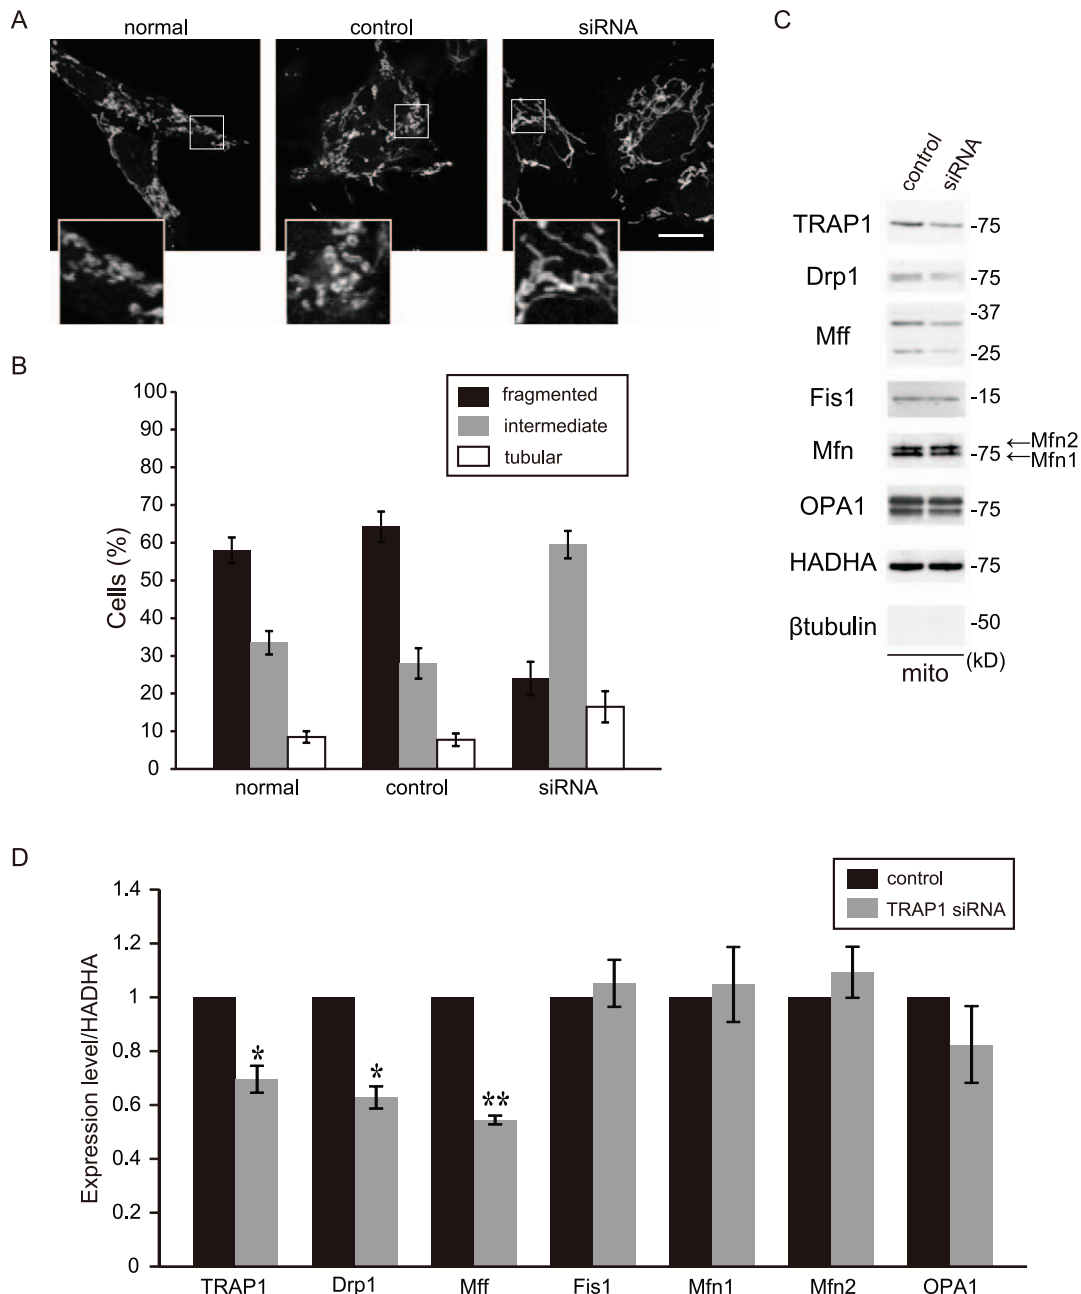 A
normal
control
siRNA
B
Cells (%)
100
90
80
70
60
50
40
30
20
10
0
fragmented
intermediate
tubular
normal
control
siRNA
C
control
siRNA
TRAP1
-75
Drp1
-75
Mff
-37
-25
Fis1
-15
Mfn
-75
←Mfn2
←Mfn1
OPA1
-75
HADHA
-75
βtubulin
-50
mito
(kD)
D
Expression level/HADHA
1.4
1.2
1
0.8
0.6
0.4
0.2
0
control
TRAP1 siRNA
*
*
**
TRAP1
Drp1
Mff
Fis1
Mfn1
Mfn2
OPA1